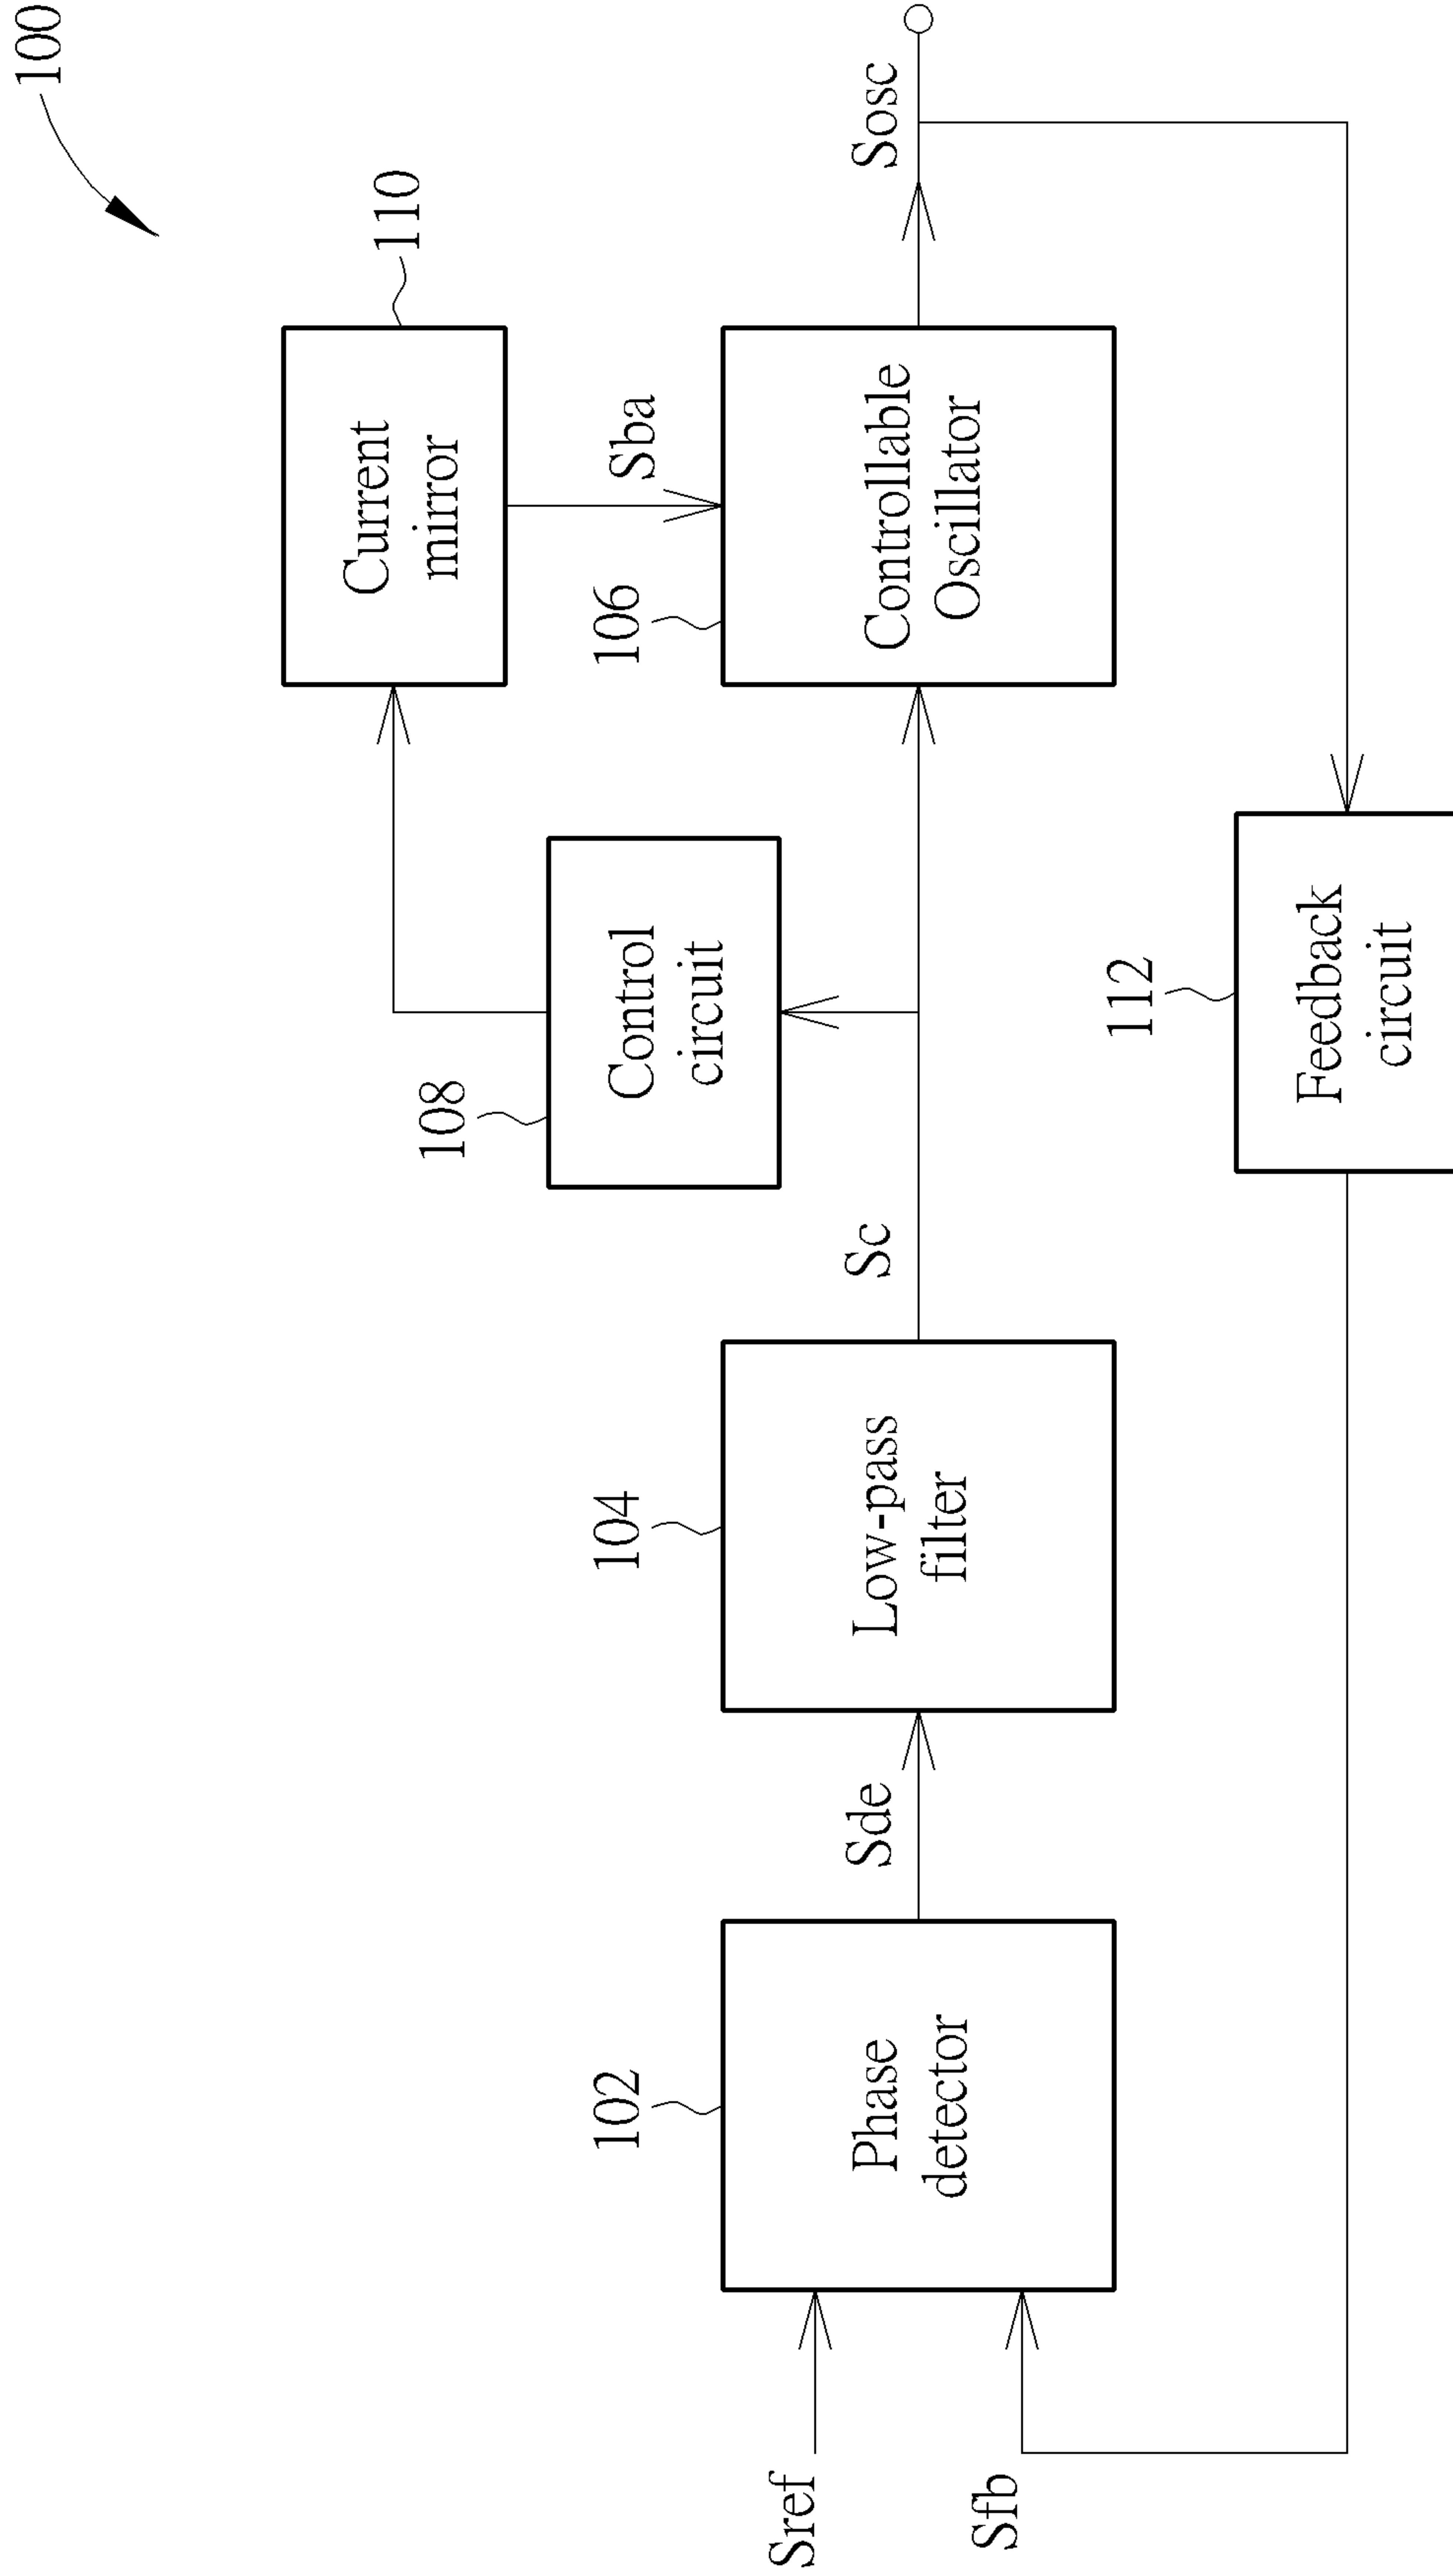 100
110
Current
mirror
Sba
106
Controllable
Oscillator
Sosc
108
Control
circuit
Sc
104
Low-pass
filter
Sde
102
Phase
detector
Sref
Sfb
112
Feedback
circuit